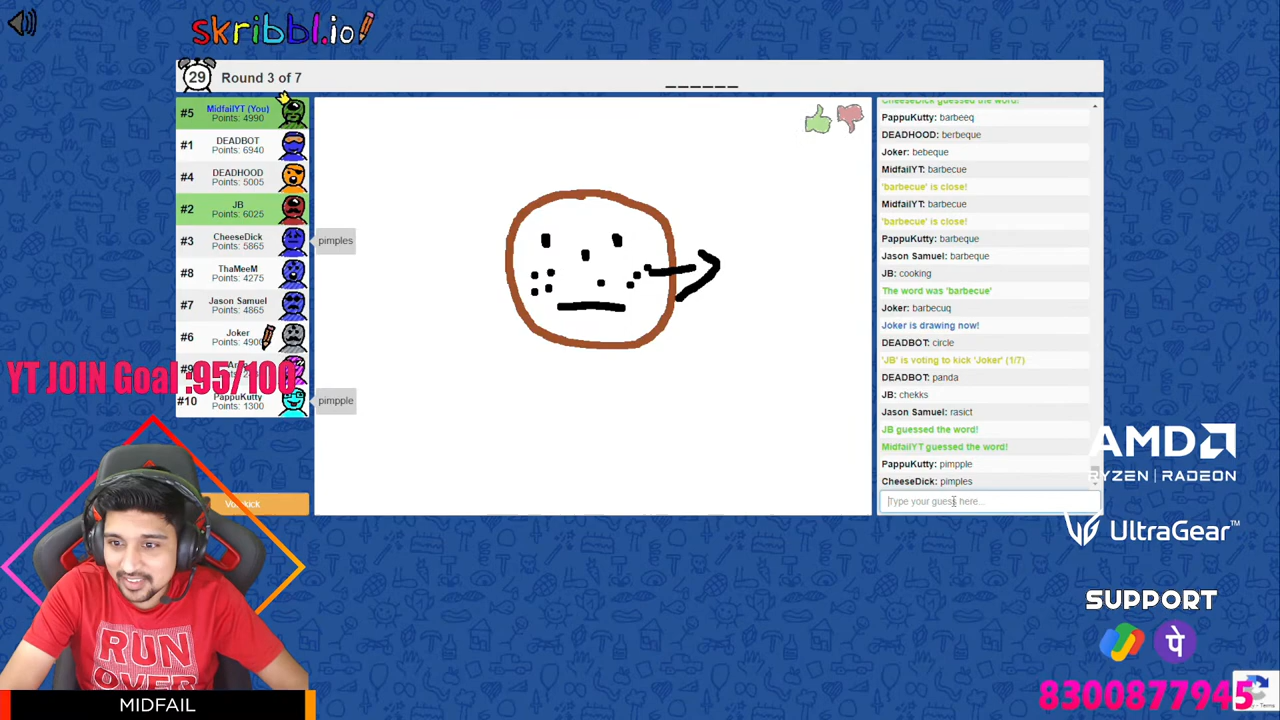 skribbl.io
29
Round 3 of 7
______
#5
MidfailYT (You)
Points: 4990
#1
DEADBOT
Points: 6940
#4
DEADHOOD
Points: 5005
#2
JB
Points: 6025
#3
CheeseDick
Points: 5865
pimples
#8
ThaMeeM
Points: 4275
#7
Jason Samuel
Points: 4865
#6
Joker
YT JOIN Goal :95/100
#10
PappuKutty
Points: 1300
pimpple
CheeseDick guessed the word!
PappuKutty: barbeeq
DEADHOOD: berbeque
Joker: bebeque
MidfailYT: barbecue
'barbecue' is close!
MidfailYT: barbecue
'barbecue' is close!
PappuKutty: barbeque
Jason Samuel: barbeque
JB: cooking
The word was 'barbecue'
Joker: barbecuq
Joker is drawing now!
DEADBOT: circle
'JB' is voting to kick 'Joker' (1/7)
DEADBOT: panda
JB: chekks
Jason Samuel: rasict
JB guessed the word!
MidfailYT guessed the word!
PappuKutty: pimpple
CheeseDick: pimples
Type your guess here...
AMD
RYZEN | RADEON
UltraGear™
SUPPORT
पे
8300877945
RUN
OVER
MIDFAIL